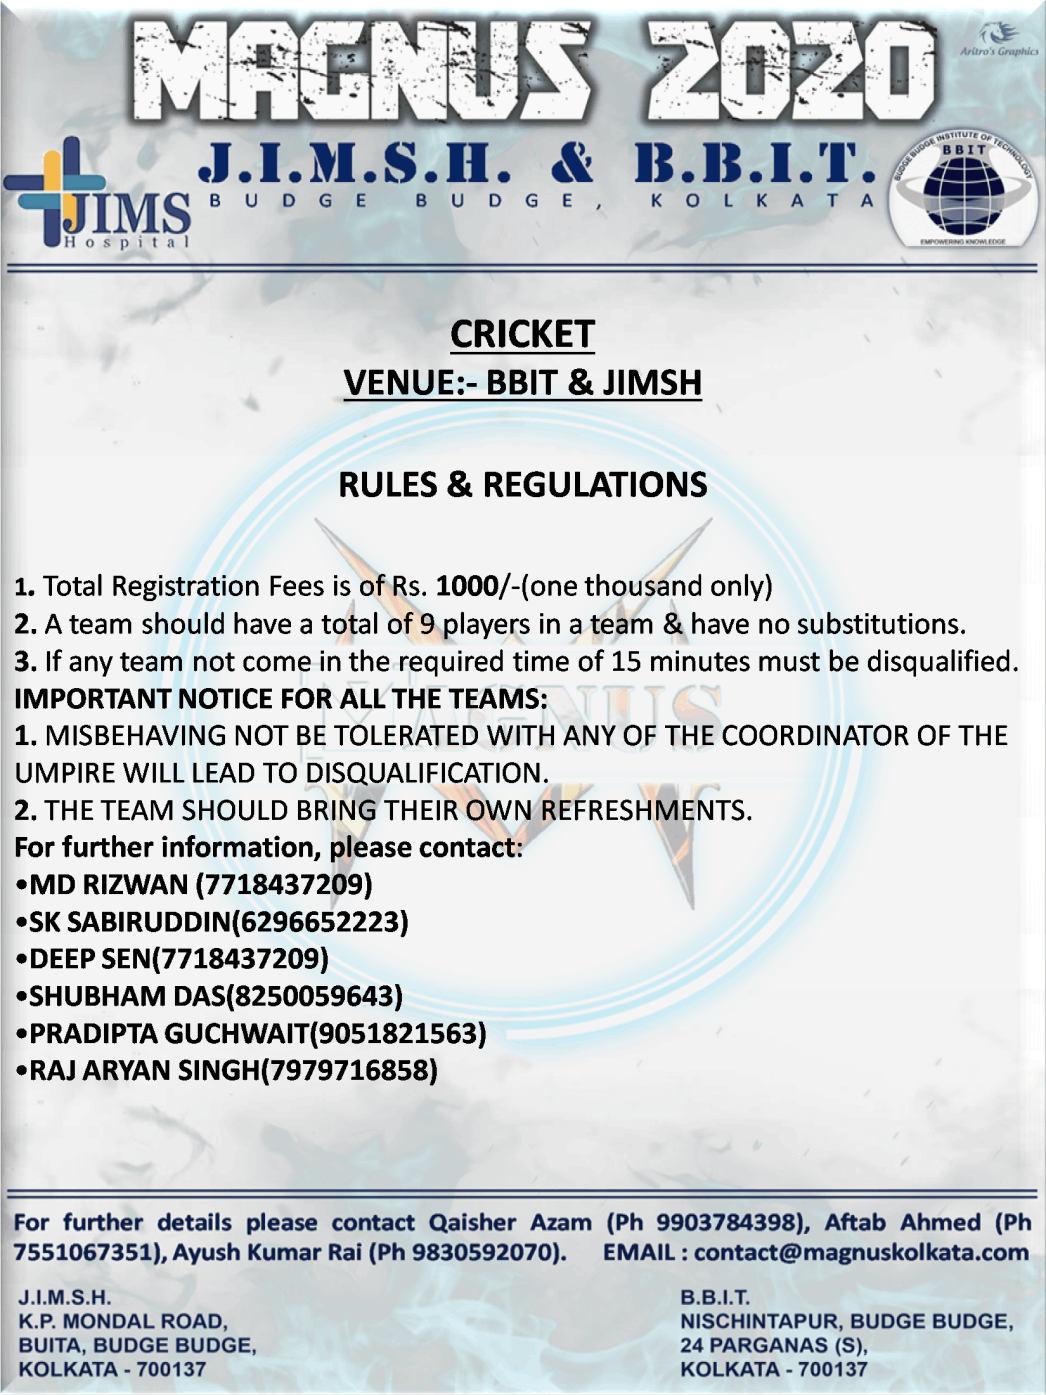 MAGNUS 2020
Aritro's Graphics
J.I.M.S.H. & B.B.I.T.
BUDGE BUDGE, KOLKATA
JIMS
Hospital
BUDGE BUDGE INSTITUTE OF TECHNOLOGY
BBIT
EMPOWERING KNOWLEDGE
CRICKET
VENUE:- BBIT & JIMSH
RULES & REGULATIONS
1. Total Registration Fees is of Rs. 1000/-(one thousand only)
2. A team should have a total of 9 players in a team & have no substitutions.
3. If any team not come in the required time of 15 minutes must be disqualified.
IMPORTANT NOTICE FOR ALL THE TEAMS:
MAGNUS
1. MISBEHAVING NOT BE TOLERATED WITH ANY OF THE COORDINATOR OF THE
UMPIRE WILL LEAD TO DISQUALIFICATION.
2. THE TEAM SHOULD BRING THEIR OWN REFRESHMENTS.
For further information, please contact:
•MD RIZWAN (7718437209)
•SK SABIRUDDIN(6296652223)
•DEEP SEN(7718437209)
•SHUBHAM DAS(8250059643)
•PRADIPTA GUCHWAIT(9051821563)
•RAJ ARYAN SINGH(7979716858)
For further details please contact Qaisher Azam (Ph 9903784398), Aftab Ahmed (Ph
7551067351), Ayush Kumar Rai (Ph 9830592070). EMAIL : contact@magnuskolkata.com
J.I.M.S.H.
K.P. MONDAL ROAD,
BUITA, BUDGE BUDGE,
KOLKATA - 700137
B.B.I.T.
NISCHINTAPUR, BUDGE BUDGE,
24 PARGANAS (S),
KOLKATA - 700137